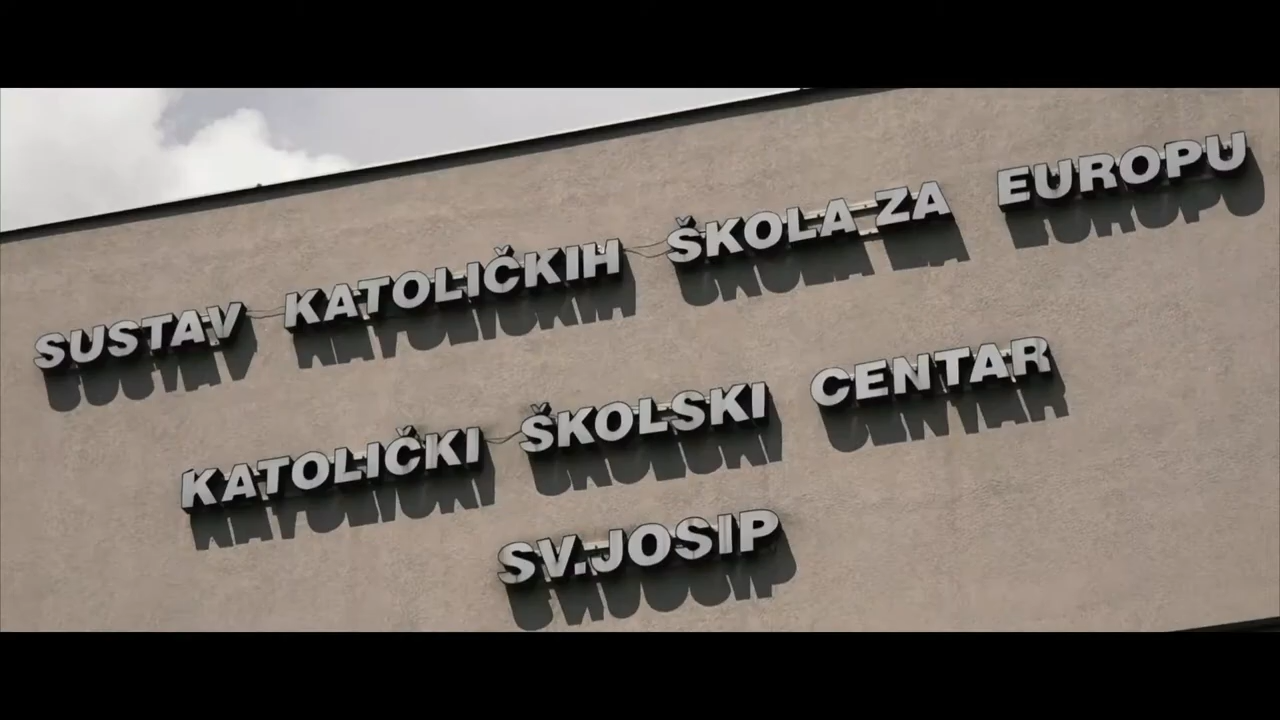 SUSTAV KATOLIČKIH ŠKOLA ZA EUROPU
KATOLIČKI ŠKOLSKI CENTAR
SV.JOSIP